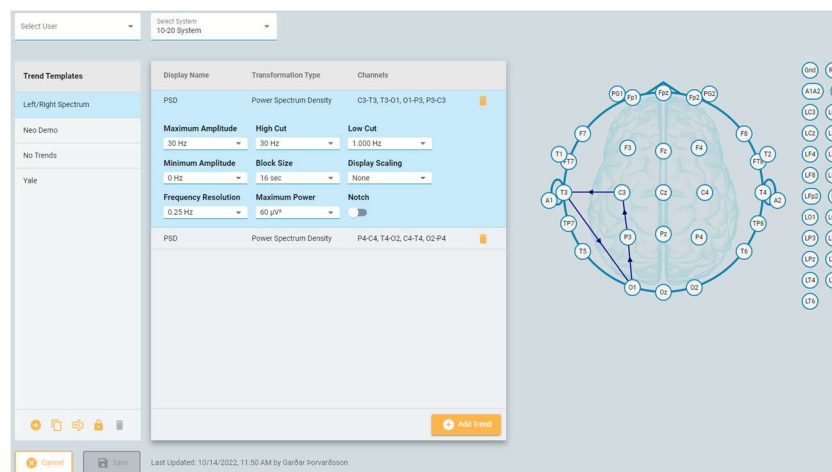 Select User
Select System
10-20 System
Trend Templates
Left/Right Spectrum
Neo Demo
No Trends
Yale
Display Name Transformation Type Channels
PSD Power Spectrum Density C3-T3, T3-O1, O1-P3, P3-C3
Maximum Amplitude High Cut Low Cut
30 Hz 30 Hz 1.000 Hz
Minimum Amplitude Block Size Display Scaling
0 Hz 16 sec None
Frequency Resolution Maximum Power Notch
0.25 Hz 60 µV²
PSD Power Spectrum Density P4-C4, T4-O2, C4-T4, O2-P4
Add Trend
Cancel Save Last Updated: 10/14/2022, 11:50 AM by Garðar Þorvarðsson
PG1 Fp1 Fpz Fp2 PG2
F7 F3 Fz F4 F8
T1 FT7 FT8 T2
A1 T3 C3 Cz C4 T4 A2
TP7 P3 Pz P4 TP8
T5 T6
O1 Oz O2
Gnd
A1A2
LC3
LCz
LF4
LF8
LFp2
LO1
LP3
LPz
LT4
LT6